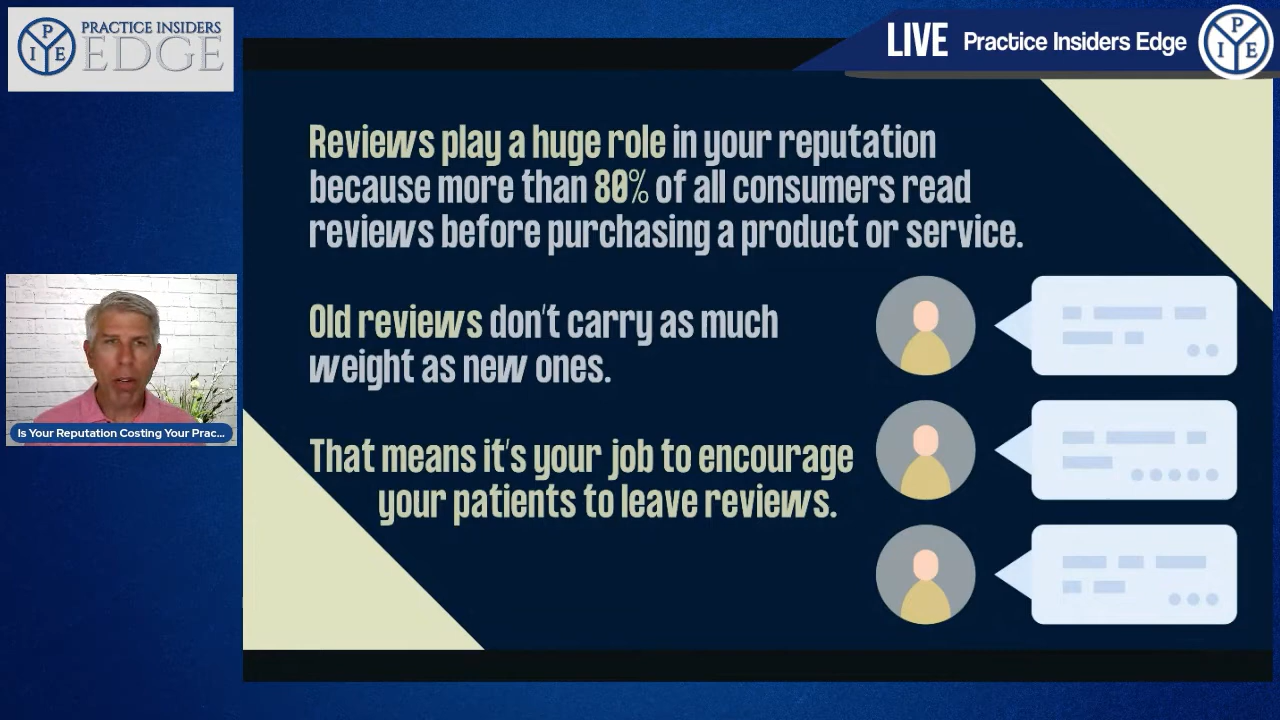 PRACTICE INSIDERS
EDGE
P
I
E
LIVE Practice Insiders Edge
P
I
E
Reviews play a huge role in your reputation
because more than 80% of all consumers read
reviews before purchasing a product or service.
Old reviews don't carry as much
weight as new ones.
That means it's your job to encourage
your patients to leave reviews.
Is Your Reputation Costing Your Prac...